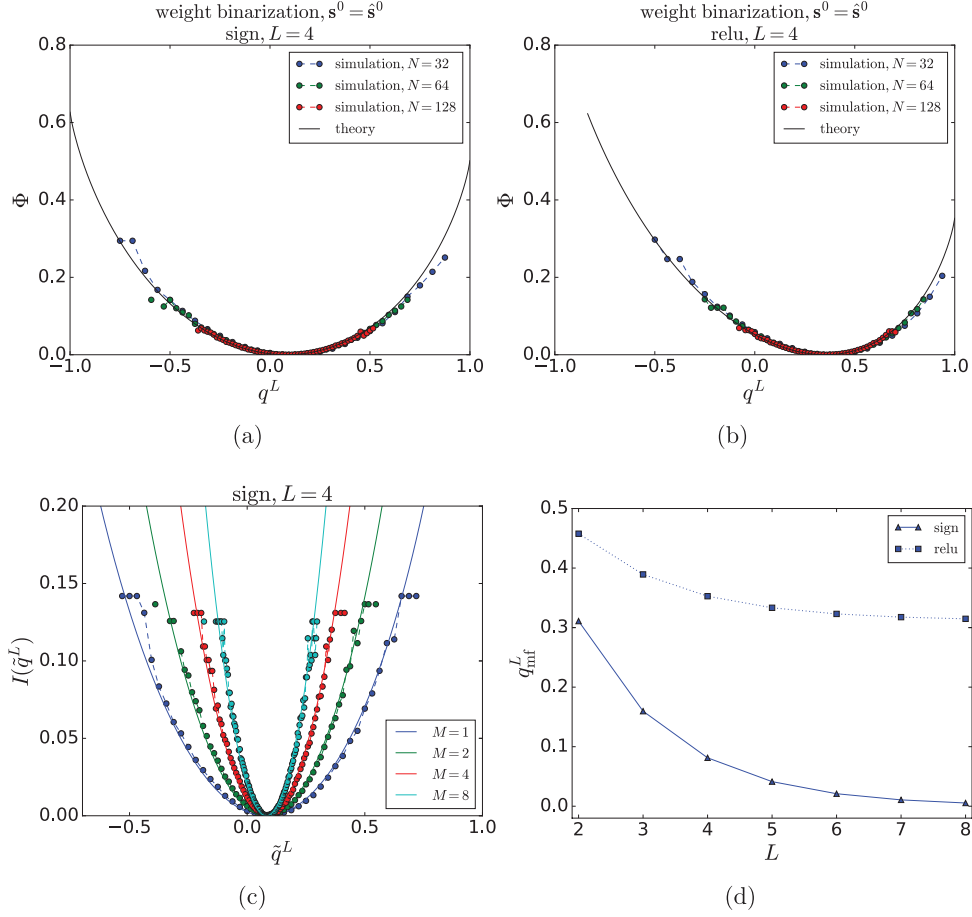 weight binarization, s⁰ = ŝ⁰
sign, L = 4
Φ
0.8
0.6
0.4
0.2
0.0
simulation, N = 32
simulation, N = 64
simulation, N = 128
theory
−1.0 −0.5 0.0 0.5 1.0
q^L
(a)
weight binarization, s⁰ = ŝ⁰
relu, L = 4
Φ
0.8
0.6
0.4
0.2
0.0
simulation, N = 32
simulation, N = 64
simulation, N = 128
theory
−1.0 −0.5 0.0 0.5 1.0
q^L
(b)
sign, L = 4
I(q̃^L)
0.20
0.15
0.10
0.05
0.00
M = 1
M = 2
M = 4
M = 8
−0.5 0.0 0.5 1.0
q̃^L
(c)
q^L_mf
0.5
0.4
0.3
0.2
0.1
0.0
sign
relu
2 3 4 5 6 7 8
L
(d)